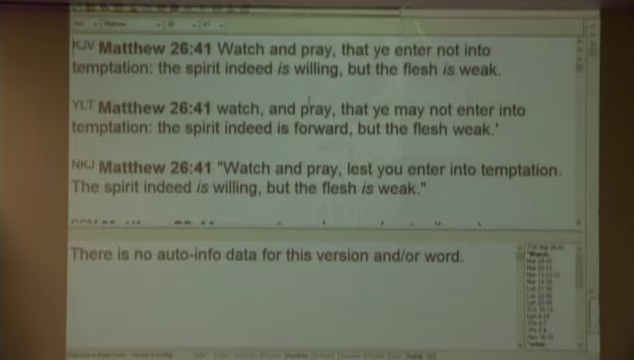 KJV Matthew 26:41 Watch and pray, that ye enter not into
temptation: the spirit indeed is willing, but the flesh is weak.
YLT Matthew 26:41 watch, and pray, that ye may not enter into
temptation: the spirit indeed is forward, but the flesh weak.'
NKJ Matthew 26:41 "Watch and pray, lest you enter into temptation.
The spirit indeed is willing, but the flesh is weak."
There is no auto-info data for this version and/or word.